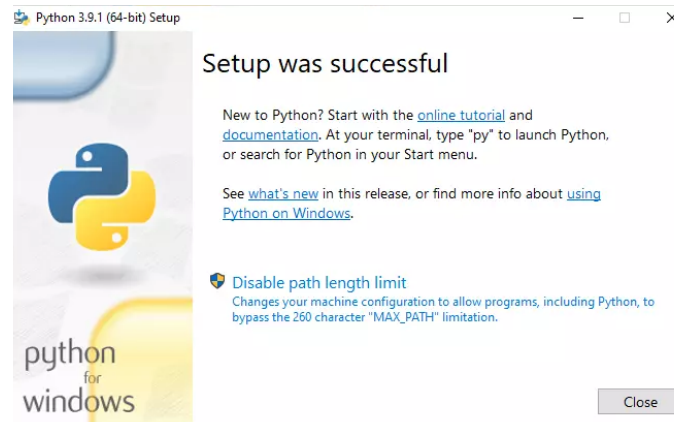 Python 3.9.1 (64-bit) Setup
Setup was successful
New to Python? Start with the online tutorial and
documentation. At your terminal, type "py" to launch Python,
or search for Python in your Start menu.
See what's new in this release, or find more info about using
Python on Windows.
Disable path length limit
Changes your machine configuration to allow programs, including Python, to
bypass the 260 character "MAX_PATH" limitation.
python
for
windows
Close